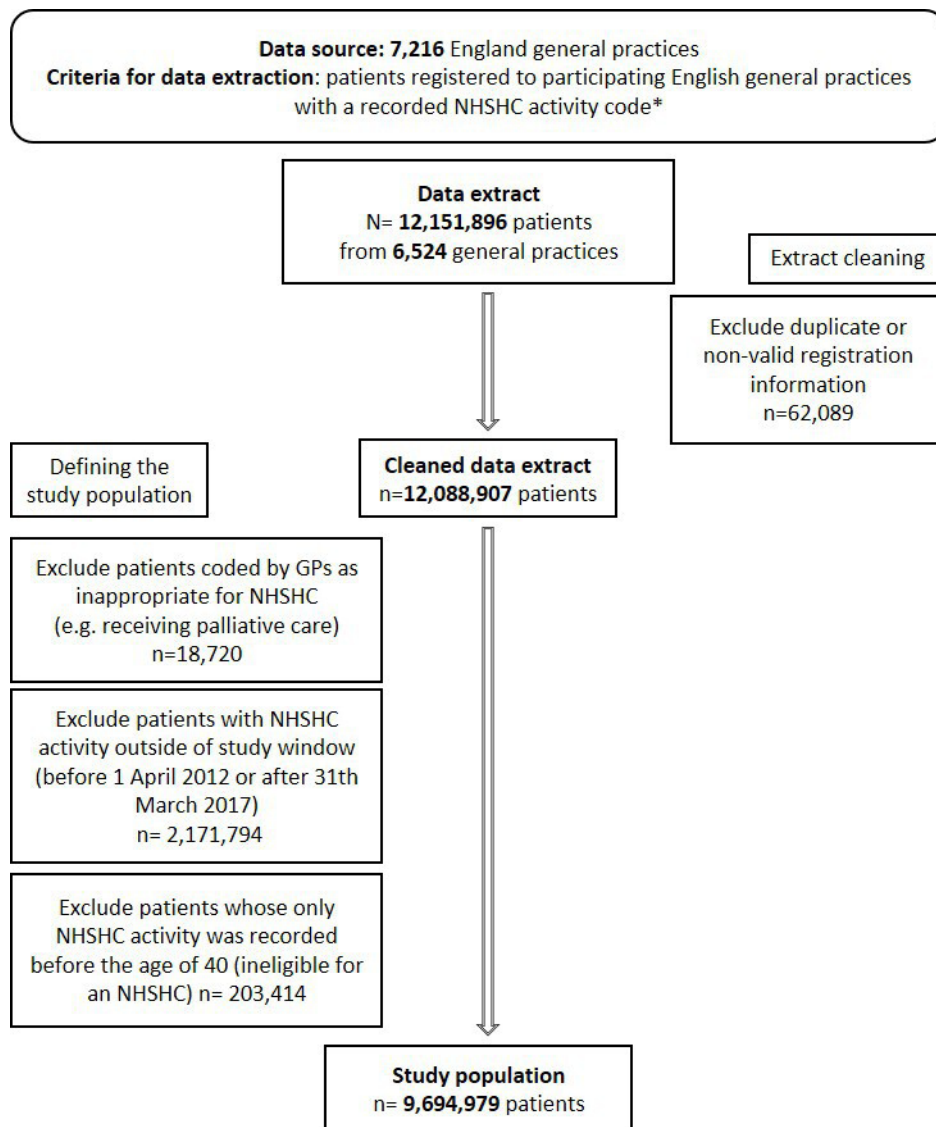 Data source: 7,216 England general practices
Criteria for data extraction: patients registered to participating English general practices
with a recorded NHSHC activity code*
Data extract
N= 12,151,896 patients
from 6,524 general practices
Extract cleaning
Exclude duplicate or
non-valid registration
information
n=62,089
Defining the
study population
Cleaned data extract
n=12,088,907 patients
Exclude patients coded by GPs as
inappropriate for NHSHC
(e.g. receiving palliative care)
n=18,720
Exclude patients with NHSHC
activity outside of study window
(before 1 April 2012 or after 31th
March 2017)
n= 2,171,794
Exclude patients whose only
NHSHC activity was recorded
before the age of 40 (ineligible for
an NHSHC) n= 203,414
Study population
n= 9,694,979 patients